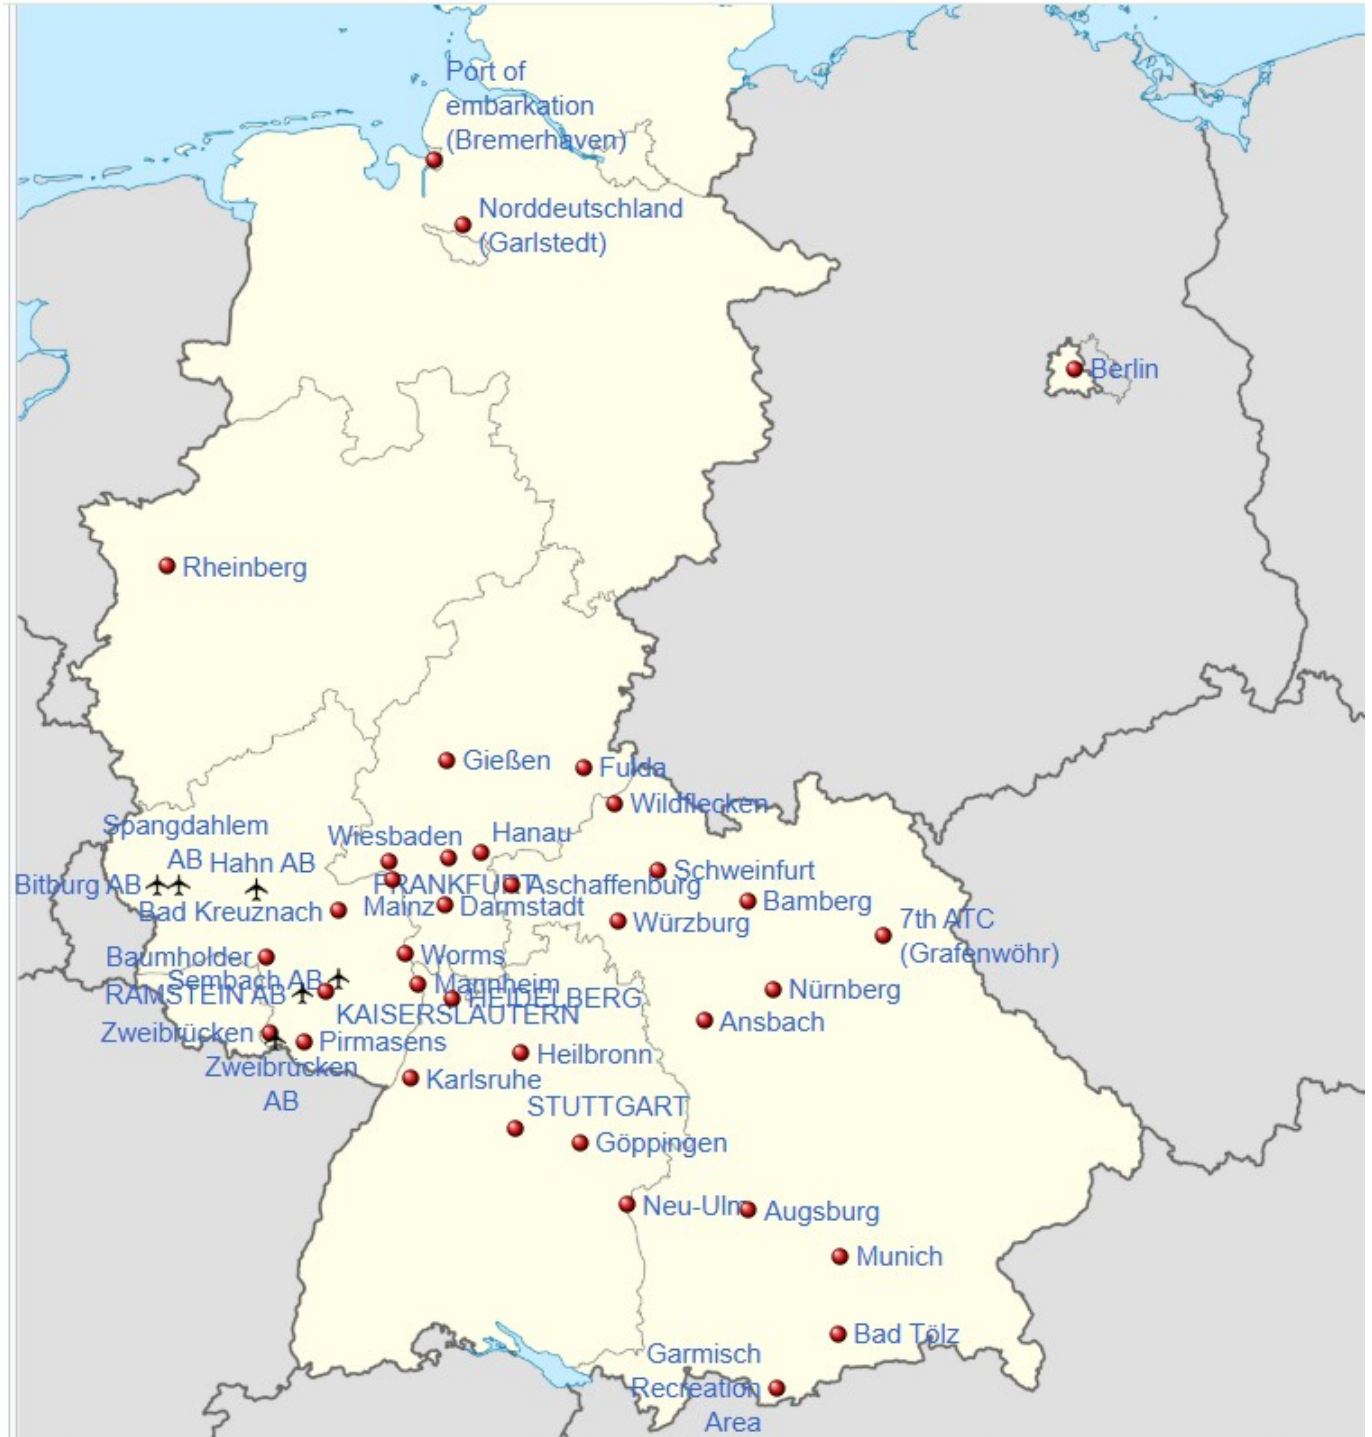 Port of
embarkation
(Bremerhaven)
Norddeutschland
(Garlstedt)
Berlin
Rheinberg
Gießen
Fulda
Wildflecken
Spangdahlem
AB
Wiesbaden
Hanau
Hahn AB
Schweinfurt
Bitburg AB
FRANKFURT
Aschaffenburg
Bamberg
Bad Kreuznach
Mainz
Darmstadt
Würzburg
7th ATC
(Grafenwöhr)
Baumholder
Worms
Sembach AB
Mannheim
RAMSTEIN AB
HEIDELBERG
Nürnberg
KAISERSLAUTERN
Ansbach
Zweibrücken
Pirmasens
Heilbronn
Zweibrücken
AB
Karlsruhe
STUTTGART
Göppingen
Neu-Ulm
Augsburg
Munich
Bad Tölz
Garmisch
Recreation
Area